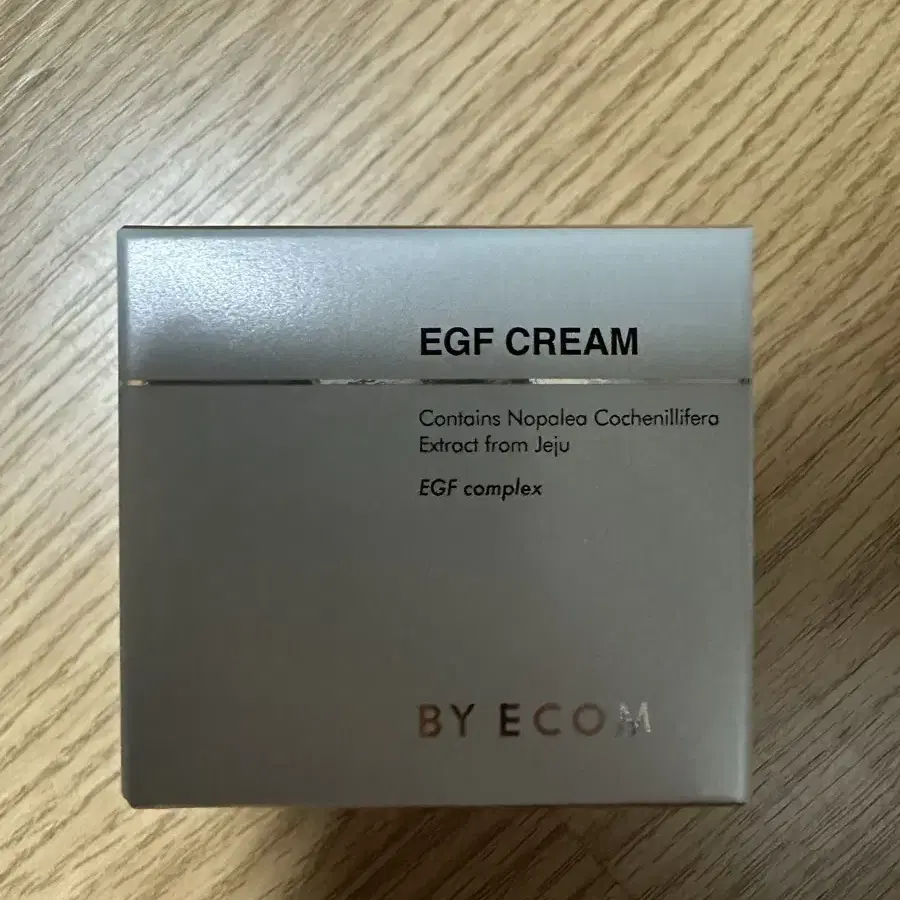 EGF CREAM
Contains Nopalea Cochenillifera
Extract from Jeju
EGF complex
BY ECOM